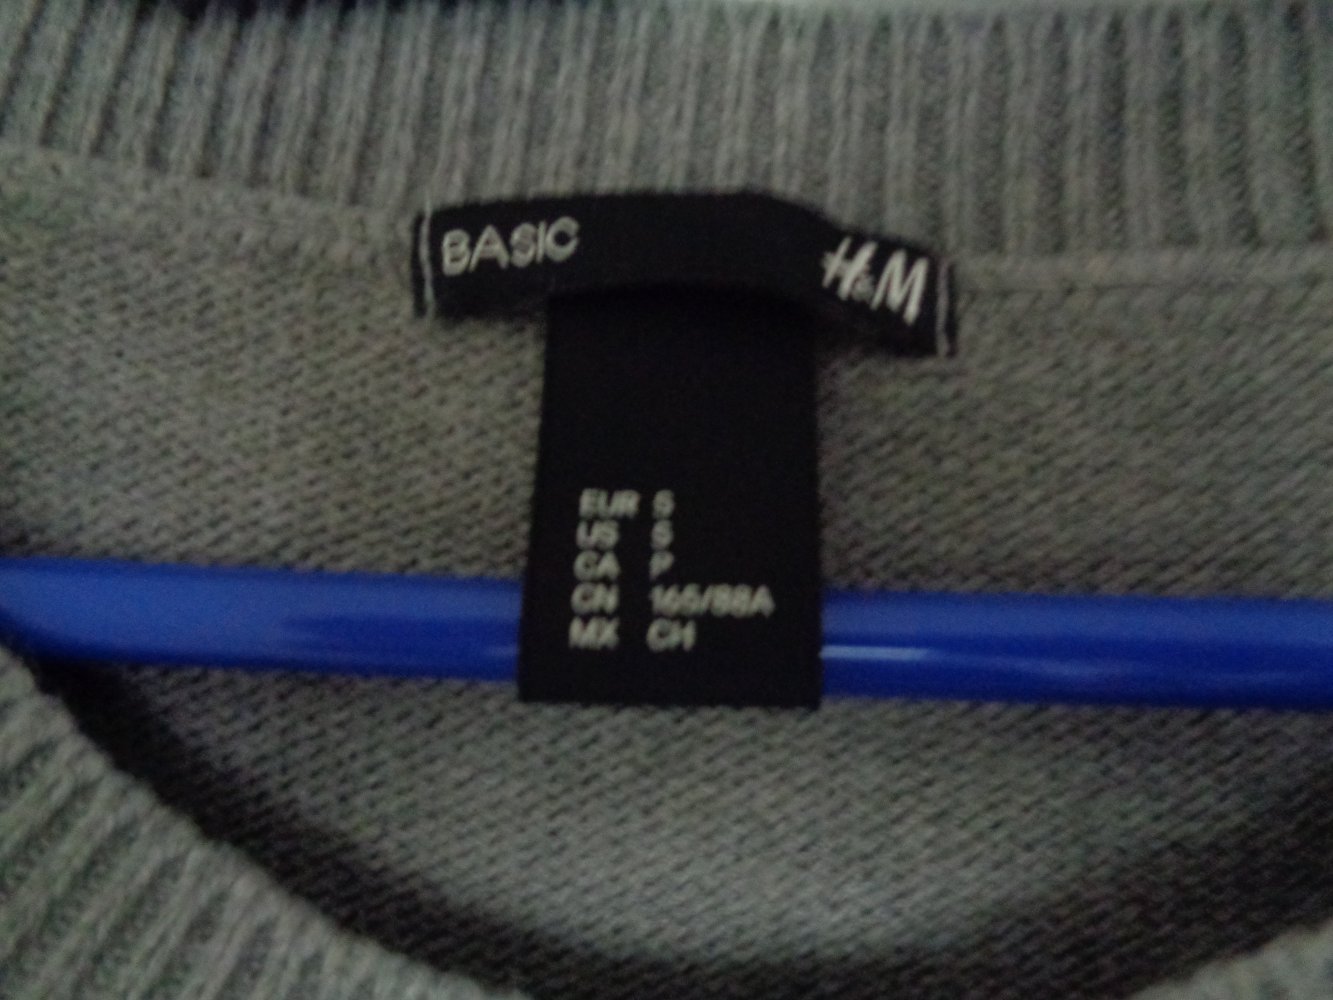 BASIC
H&M
EUR S
US S
CA P
CN 165/88A
MX CH